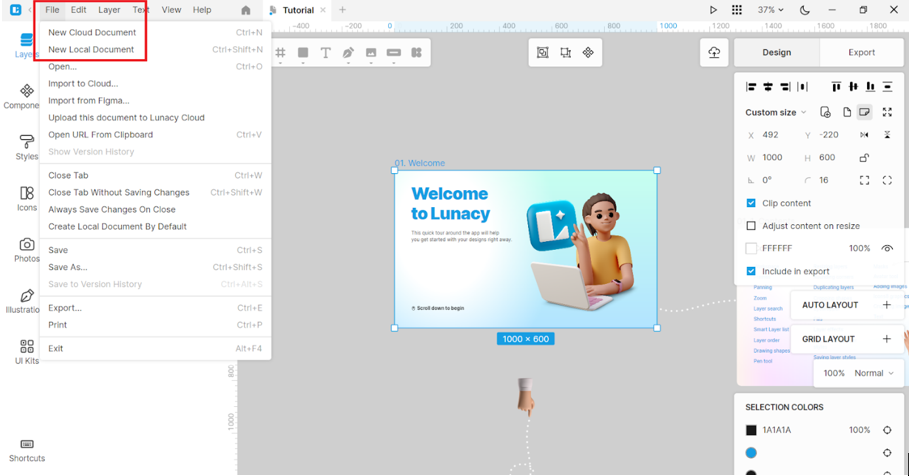 File Edit Layer Text View Help
Tutorial
37%
New Cloud Document Ctrl+N
New Local Document Ctrl+Shift+N
Open... Ctrl+O
Import to Cloud...
Import from Figma...
Upload this document to Lunacy Cloud
Open URL From Clipboard Ctrl+V
Show Version History
Close Tab Ctrl+W
Close Tab Without Saving Changes Ctrl+Shift+W
Always Save Changes On Close
Create Local Document By Default
Save Ctrl+S
Save As... Ctrl+Shift+S
Save to Version History Ctrl+Alt+S
Export... Ctrl+E
Print Ctrl+P
Exit Alt+F4
Layers
Compone
Styles
Icons
Photos
Illustratio
UI Kits
Shortcuts
-400 -200 0 200 400 600 800 1000 1200 1400 1600 1800
800
1000
01. Welcome
Welcome
to Lunacy
This quick tour around the app will help
you get started with your designs right away.
Scroll down to begin
1000 × 600
Design Export
Custom size
X 492 Y -220
W 1000 H 600
0° 16
Clip content
Adjust content on resize
FFFFFF 100%
Include in export
Panning
Zoom
Layer search
Shortcuts
Smart Layer list
Layer order
Drawing shapes
Pen tool
Duplicating layers
Adding images
Saving layer styles
AUTO LAYOUT
GRID LAYOUT
100% Normal
SELECTION COLORS
1A1A1A 100%